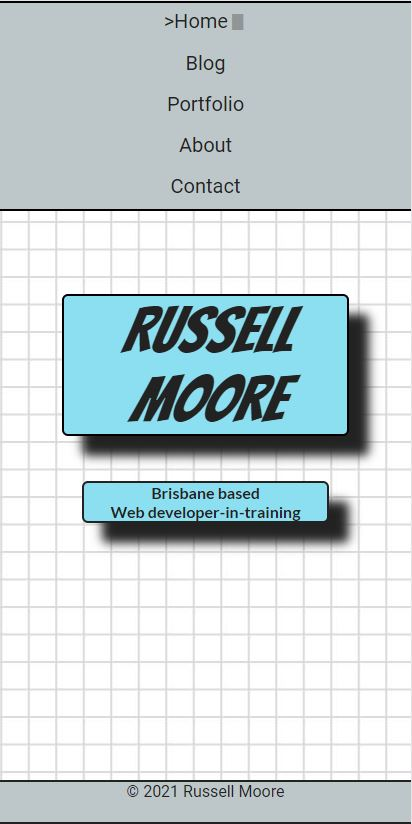 >Home
Blog
Portfolio
About
Contact
RUSSELL
MOORE
Brisbane based
Web developer-in-training
© 2021 Russell Moore